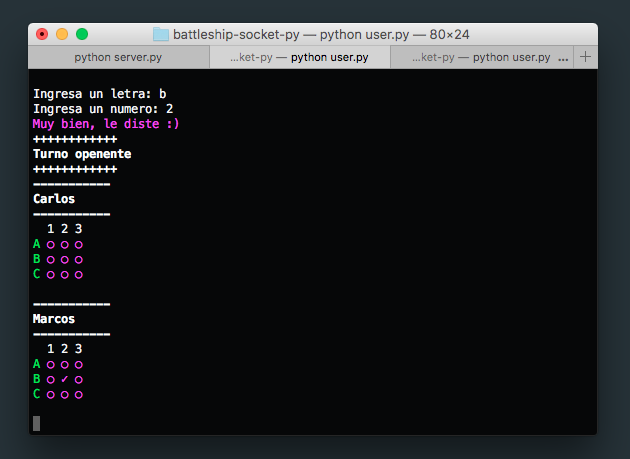 battleship-socket-py — python user.py — 80×24
python server.py
...ket-py — python user.py
...ket-py — python user.py ...
Ingresa un letra: b
Ingresa un numero: 2
Muy bien, le diste :)
++++++++++++
Turno openente
++++++++++++
-----------
Carlos
-----------
1 2 3
A ○ ○ ○
B ○ ○ ○
C ○ ○ ○
-----------
Marcos
-----------
1 2 3
A ○ ○ ○
B ○ ✓ ○
C ○ ○ ○